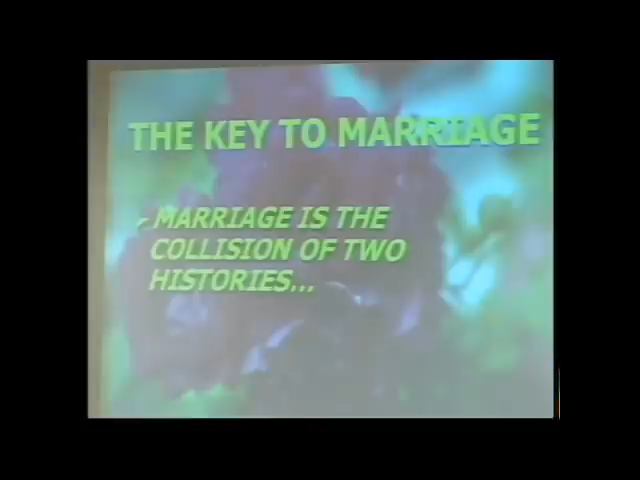 THE KEY TO MARRIAGE
MARRIAGE IS THE
COLLISION OF TWO
HISTORIES...